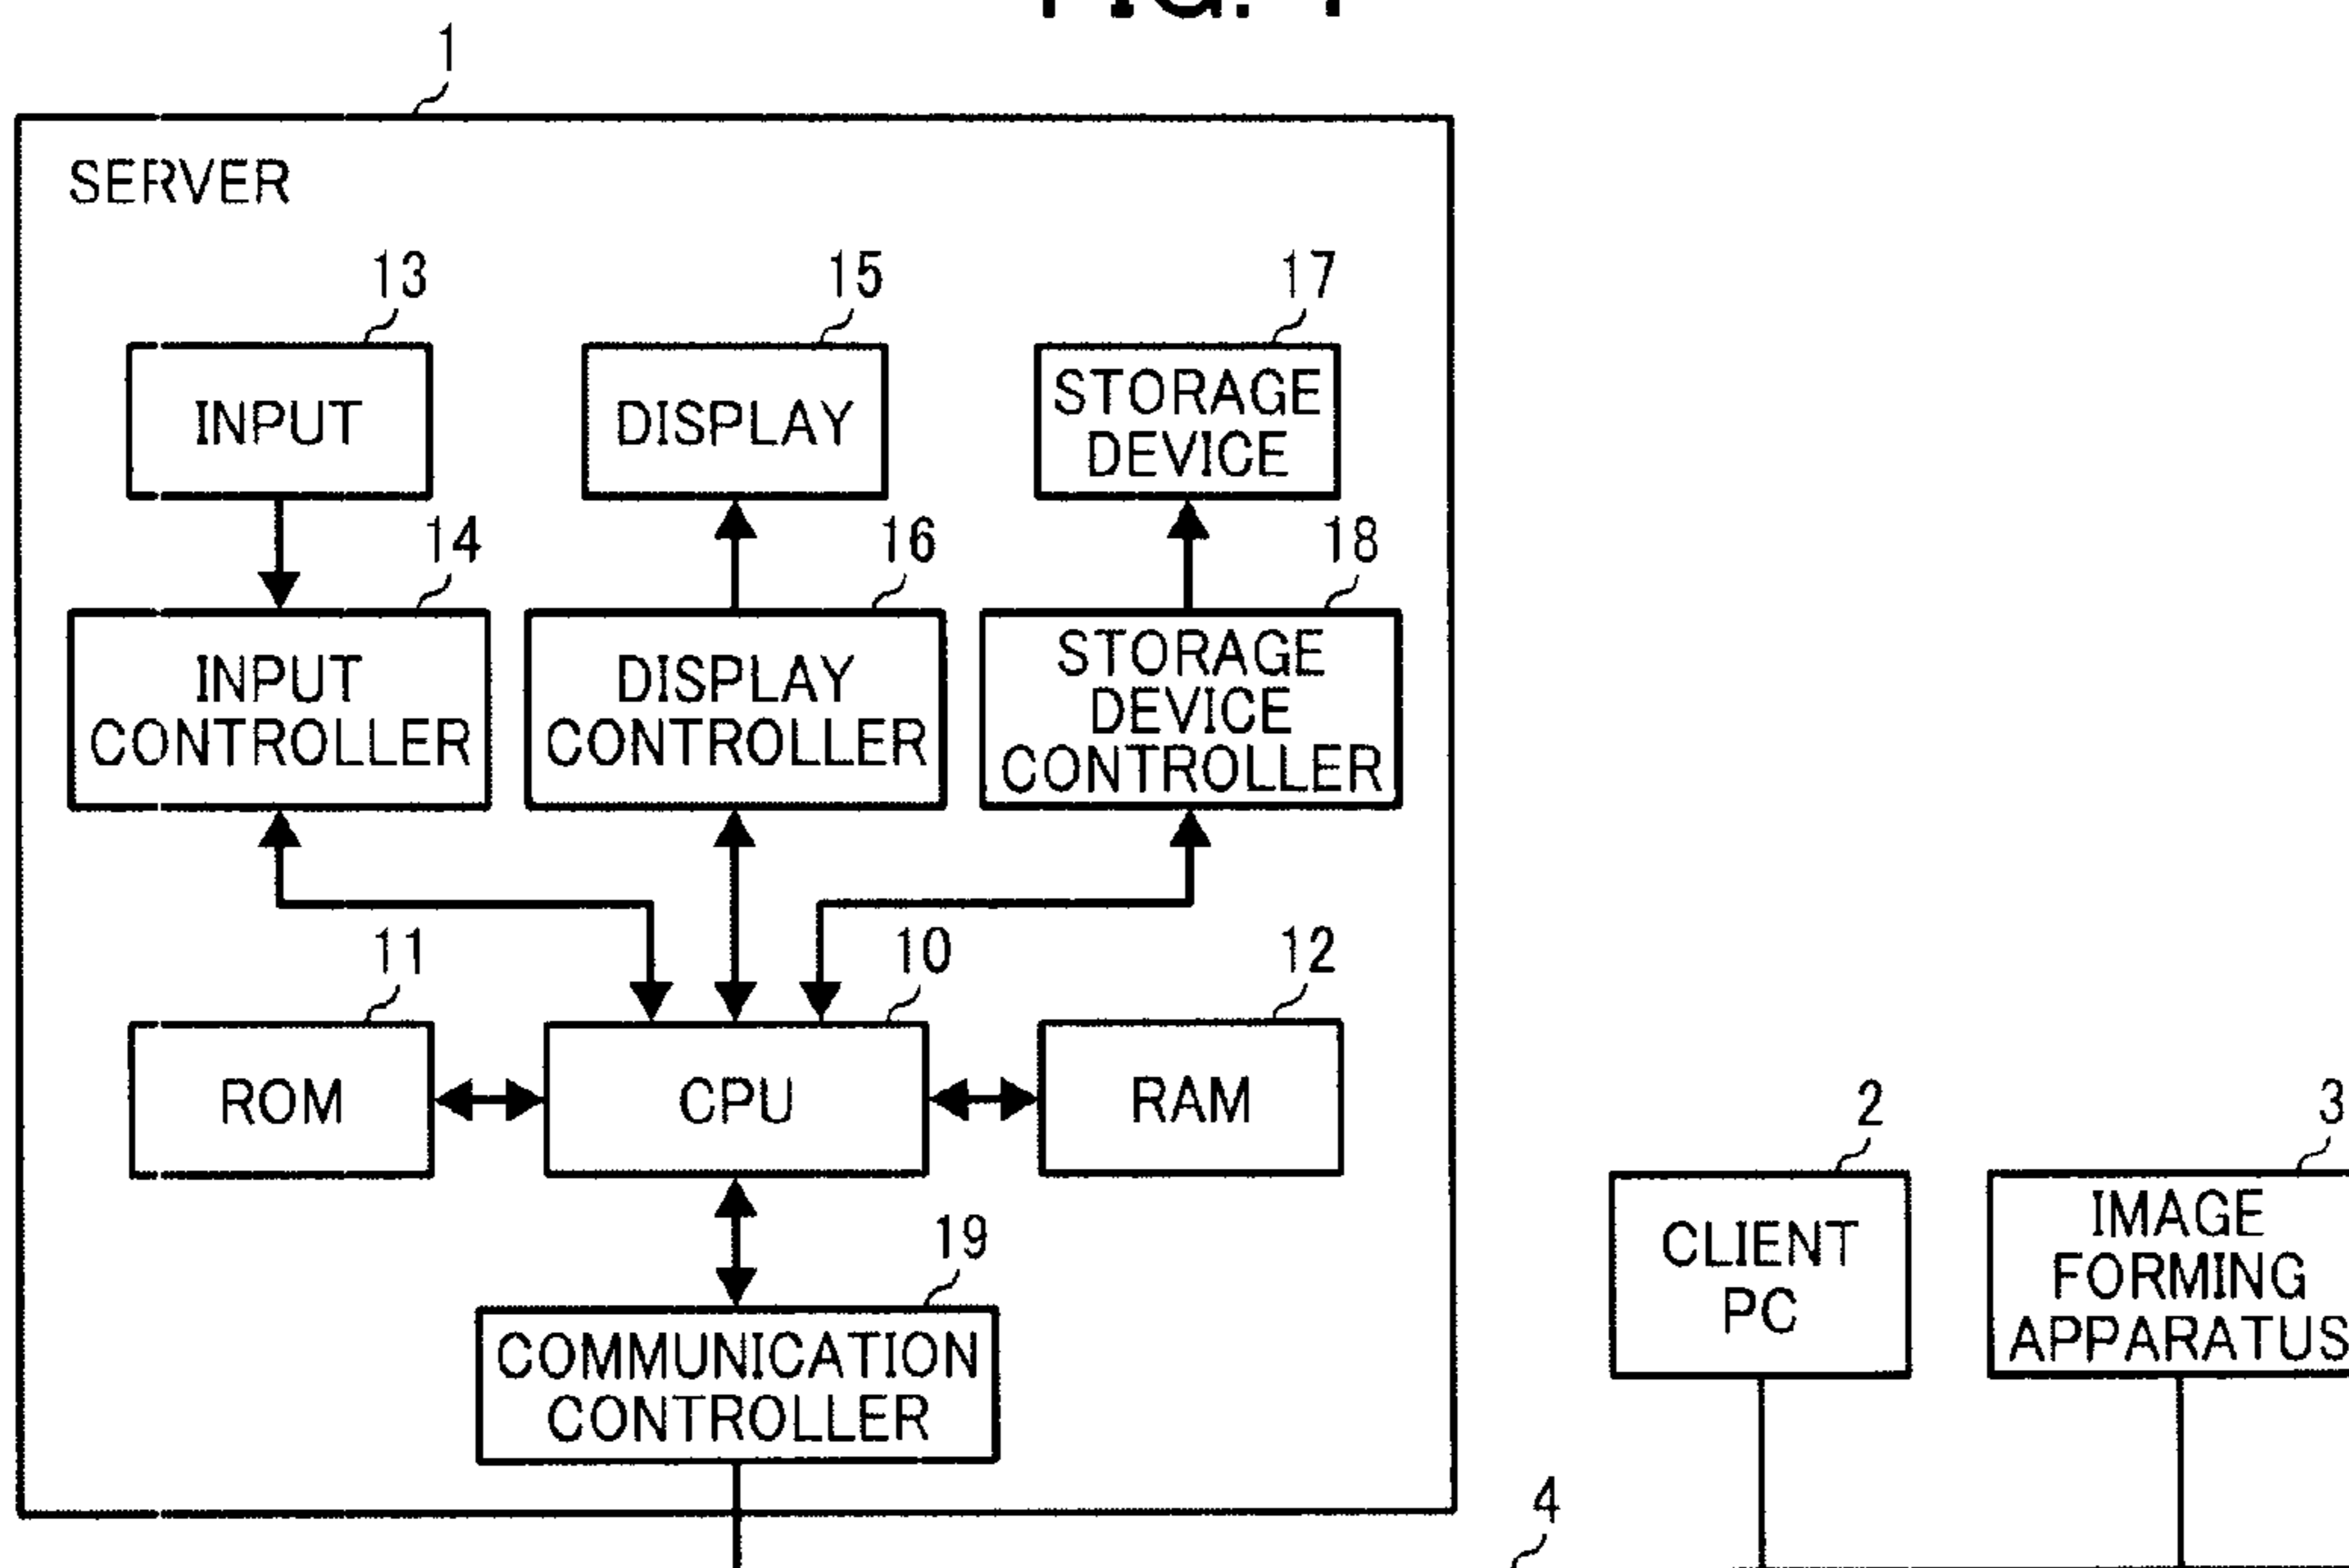 1
SERVER
13
15
17
INPUT
DISPLAY
STORAGE
DEVICE
14
16
18
INPUT
CONTROLLER
DISPLAY
CONTROLLER
STORAGE
DEVICE
CONTROLLER
11
10
12
ROM
CPU
RAM
19
COMMUNICATION
CONTROLLER
2
3
CLIENT
PC
IMAGE
FORMING
APPARATUS
4